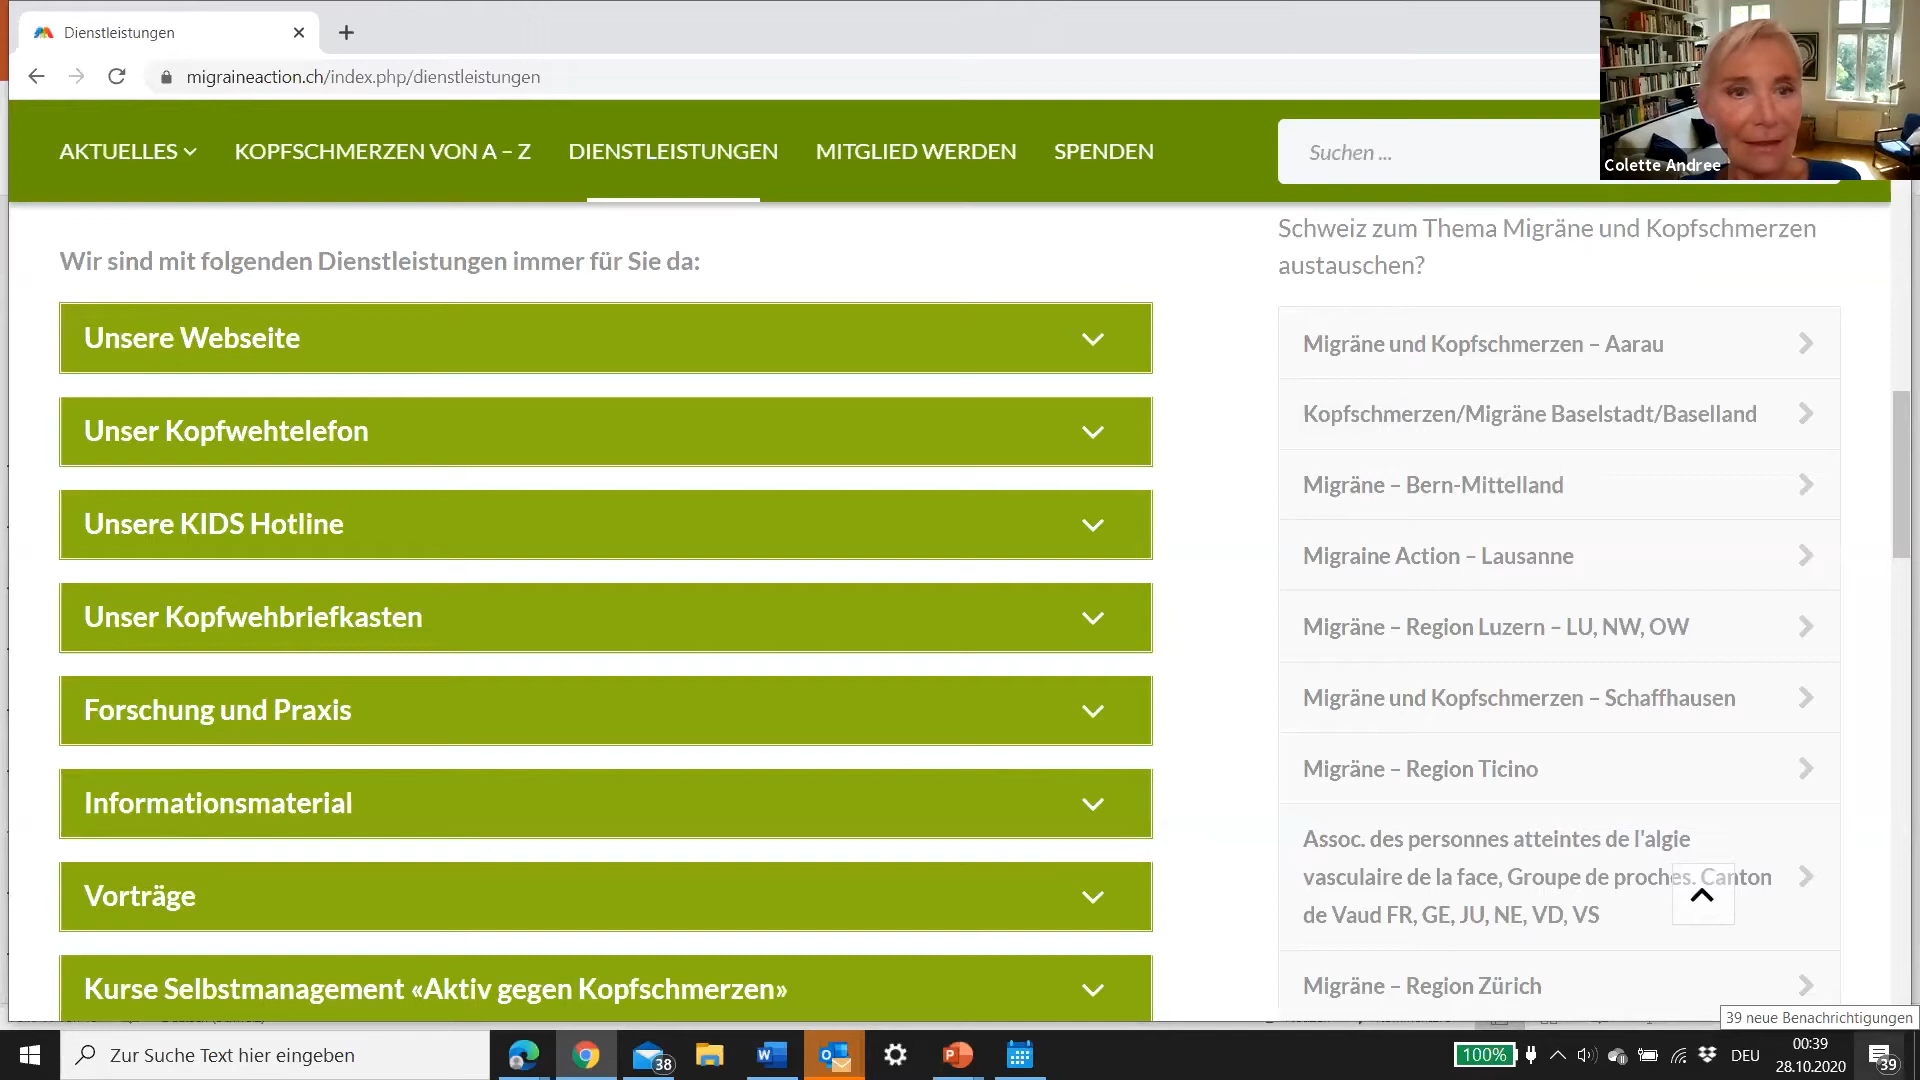 Dienstleistungen
migraineaction.ch/index.php/dienstleistungen
AKTUELLES
KOPFSCHMERZEN VON A – Z
DIENSTLEISTUNGEN
MITGLIED WERDEN
SPENDEN
Suchen ...
Colette Andree
Wir sind mit folgenden Dienstleistungen immer für Sie da:
Unsere Webseite
Unser Kopfwehtelefon
Unsere KIDS Hotline
Unser Kopfwehbriefkasten
Forschung und Praxis
Informationsmaterial
Vorträge
Kurse Selbstmanagement «Aktiv gegen Kopfschmerzen»
Schweiz zum Thema Migräne und Kopfschmerzen
austauschen?
Migräne und Kopfschmerzen – Aarau
Kopfschmerzen/Migräne Baselstadt/Baselland
Migräne – Bern-Mittelland
Migraine Action – Lausanne
Migräne – Region Luzern – LU, NW, OW
Migräne und Kopfschmerzen – Schaffhausen
Migräne – Region Ticino
Assoc. des personnes atteintes de l'algie
vasculaire de la face, Groupe de proches. Canton
de Vaud FR, GE, JU, NE, VD, VS
Migräne – Region Zürich
39 neue Benachrichtigungen
Zur Suche Text hier eingeben
38
100%
DEU
00:39
28.10.2020
39